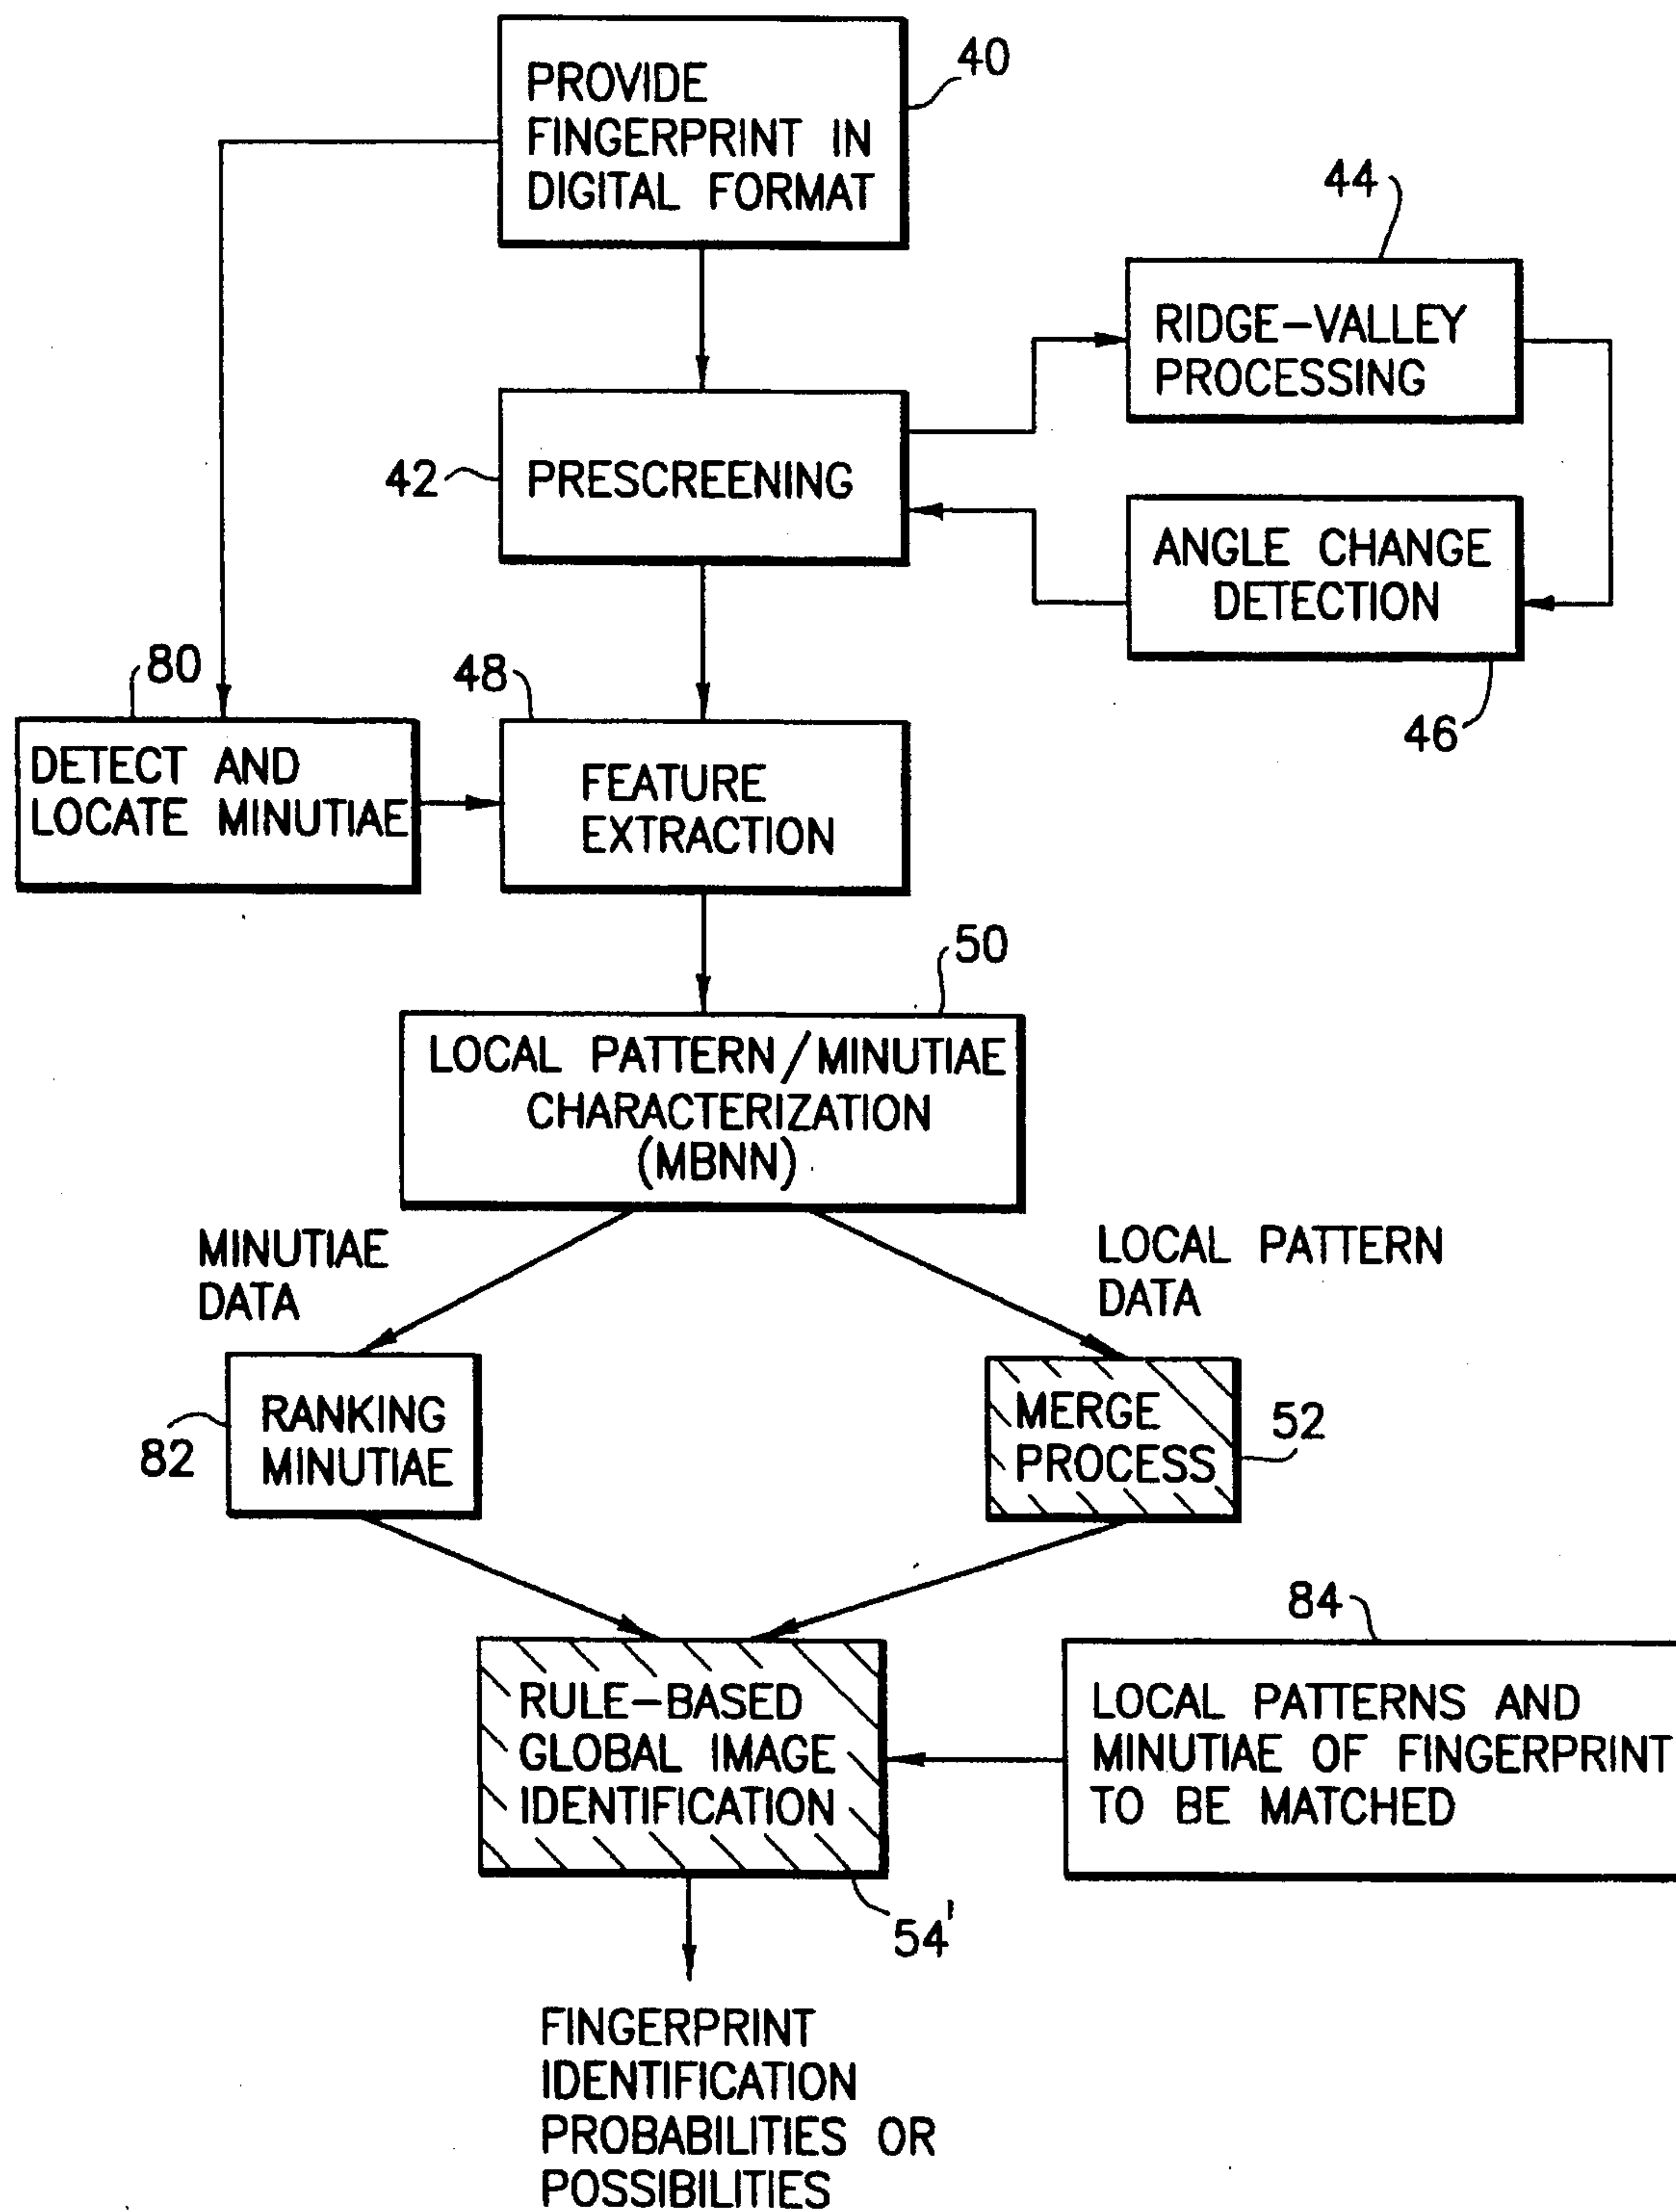 PROVIDE
FINGERPRINT IN
DIGITAL FORMAT
40
44
RIDGE-VALLEY
PROCESSING
42
PRESCREENING
ANGLE CHANGE
DETECTION
46
80
DETECT AND
LOCATE MINUTIAE
48
FEATURE
EXTRACTION
50
LOCAL PATTERN/MINUTIAE
CHARACTERIZATION
(MBNN)
MINUTIAE
DATA
LOCAL PATTERN
DATA
82
RANKING
MINUTIAE
MERGE
PROCESS
52
RULE-BASED
GLOBAL IMAGE
IDENTIFICATION
54'
84
LOCAL PATTERNS AND
MINUTIAE OF FINGERPRINT
TO BE MATCHED
FINGERPRINT
IDENTIFICATION
PROBABILITIES OR
POSSIBILITIES